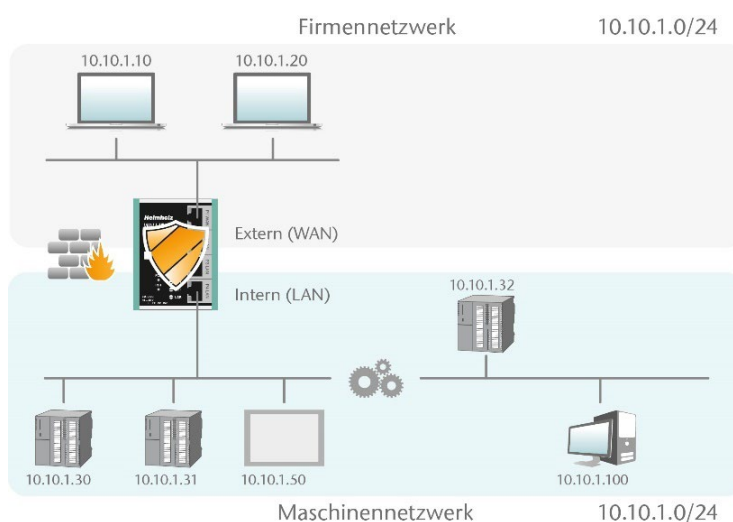 Firmennetzwerk 10.10.1.0/24
10.10.1.10 10.10.1.20
Helmholz
Extern (WAN)
Intern (LAN)
10.10.1.32
10.10.1.30 10.10.1.31 10.10.1.50 10.10.1.100
Maschinennetzwerk 10.10.1.0/24